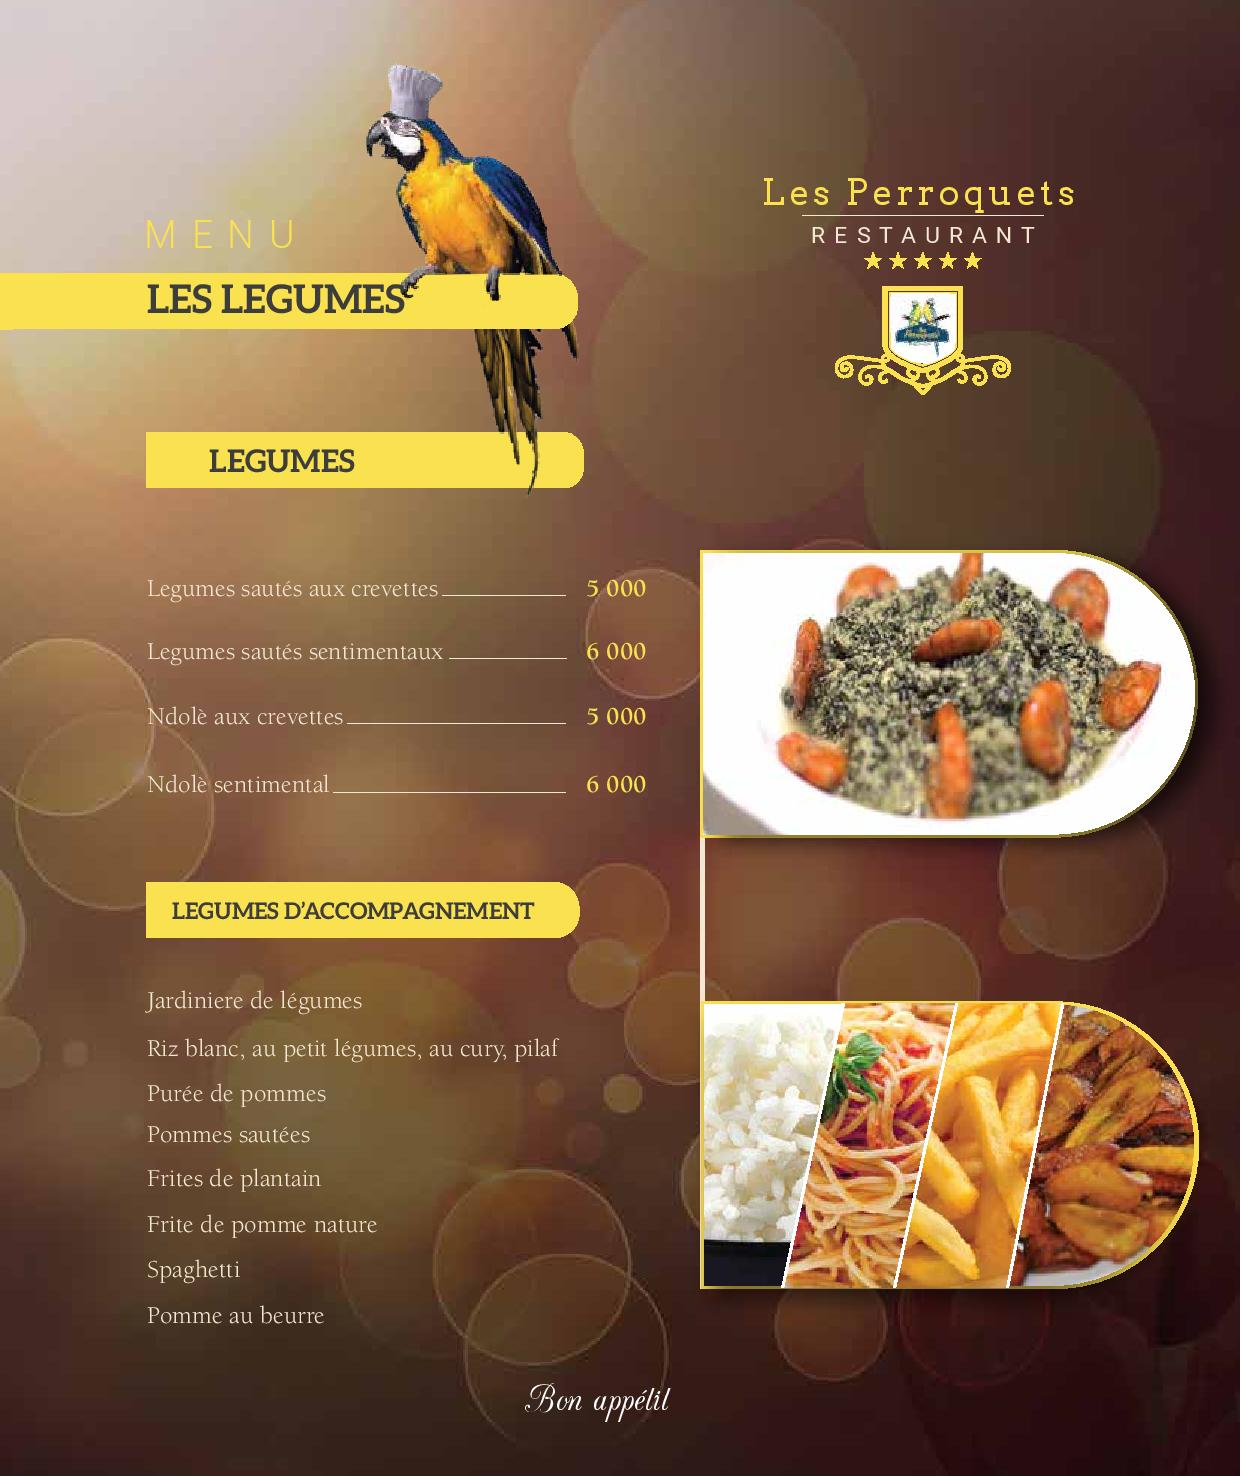 MENU
LES LEGUMES
Les Perroquets
RESTAURANT
LEGUMES
Legumes sautés aux crevettes 5 000
Legumes sautés sentimentaux 6 000
Ndolè aux crevettes 5 000
Ndolè sentimental 6 000
LEGUMES D'ACCOMPAGNEMENT
Jardiniere de légumes
Riz blanc, au petit légumes, au cury, pilaf
Purée de pommes
Pommes sautées
Frites de plantain
Frite de pomme nature
Spaghetti
Pomme au beurre
Bon appétit